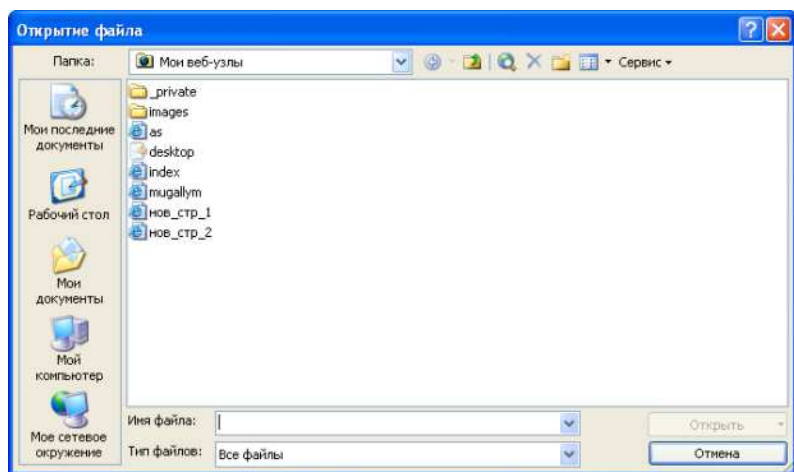 Открытие файла
Папка:
Мои веб-узлы
Сервис
_private
images
as
desktop
index
mugallym
нов_стр_1
нов_стр_2
Мои последние
документы
Рабочий стол
Мои
документы
Мой
компьютер
Мое сетевое
окружение
Имя файла:
Открыть
Тип файлов:
Все файлы
Отмена